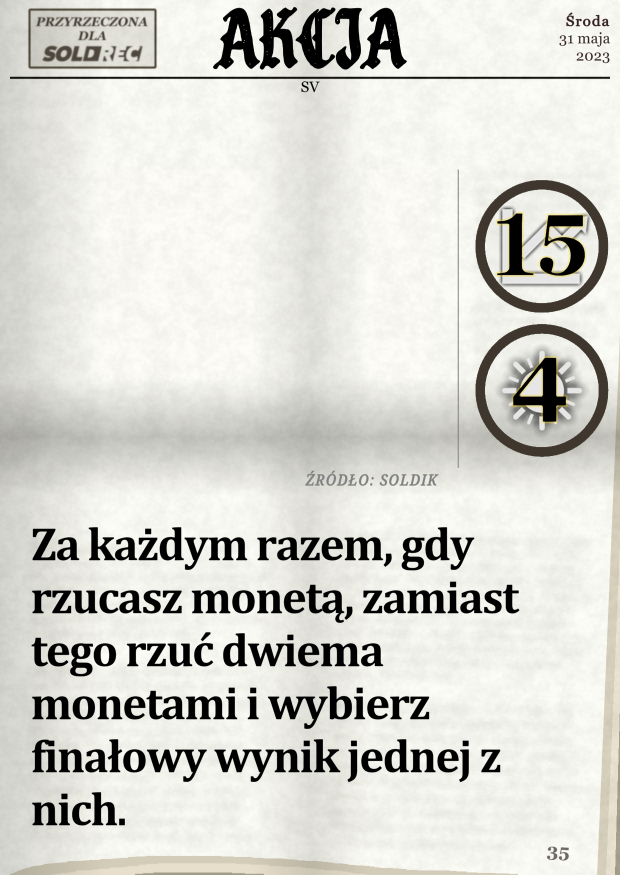 PRZYRZECZONA
DLA
SOLDREC
AKCJA
Środa
31 maja
2023
SV
15
4
ŹRÓDŁO: SOLDIK
Za każdym razem, gdy
rzucasz monetą, zamiast
tego rzuć dwiema
monetami i wybierz
finałowy wynik jednej z
nich.
35